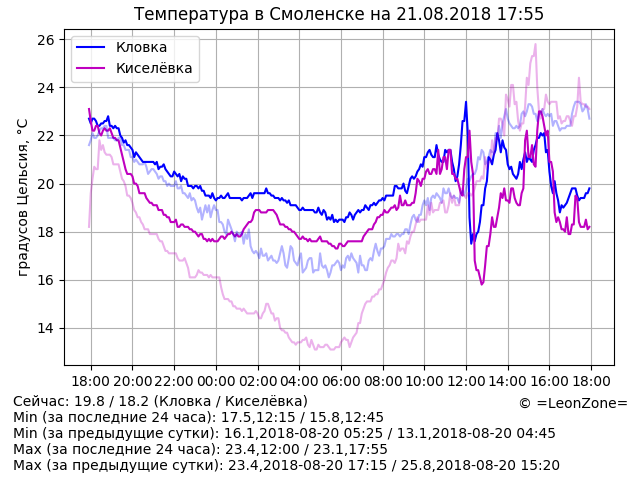 Температура в Смоленске на 21.08.2018 17:55
Кловка
Киселёвка
градусов Цельсия, °C
26
24
22
20
18
16
14
18:00 20:00 22:00 00:00 02:00 04:00 06:00 08:00 10:00 12:00 14:00 16:00 18:00
Сейчас: 19.8 / 18.2 (Кловка / Киселёвка)
© =LeonZone=
Min (за последние 24 часа): 17.5,12:15 / 15.8,12:45
Min (за предыдущие сутки): 16.1,2018-08-20 05:25 / 13.1,2018-08-20 04:45
Max (за последние 24 часа): 23.4,12:00 / 23.1,17:55
Max (за предыдущие сутки): 23.4,2018-08-20 17:15 / 25.8,2018-08-20 15:20